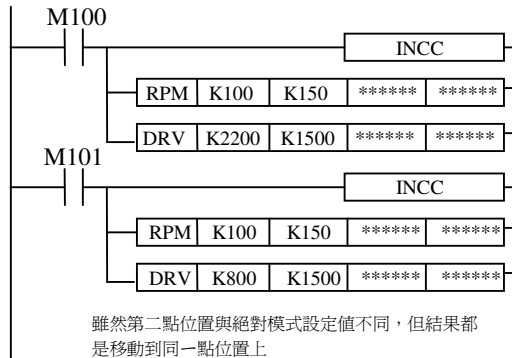 M100
INCC
RPM K100 K150 ****** ******
DRV K2200 K1500 ****** ******
M101
INCC
RPM K100 K150 ****** ******
DRV K800 K1500 ****** ******
雖然第二點位置與絕對模式設定值不同，但結果都
是移動到同一點位置上